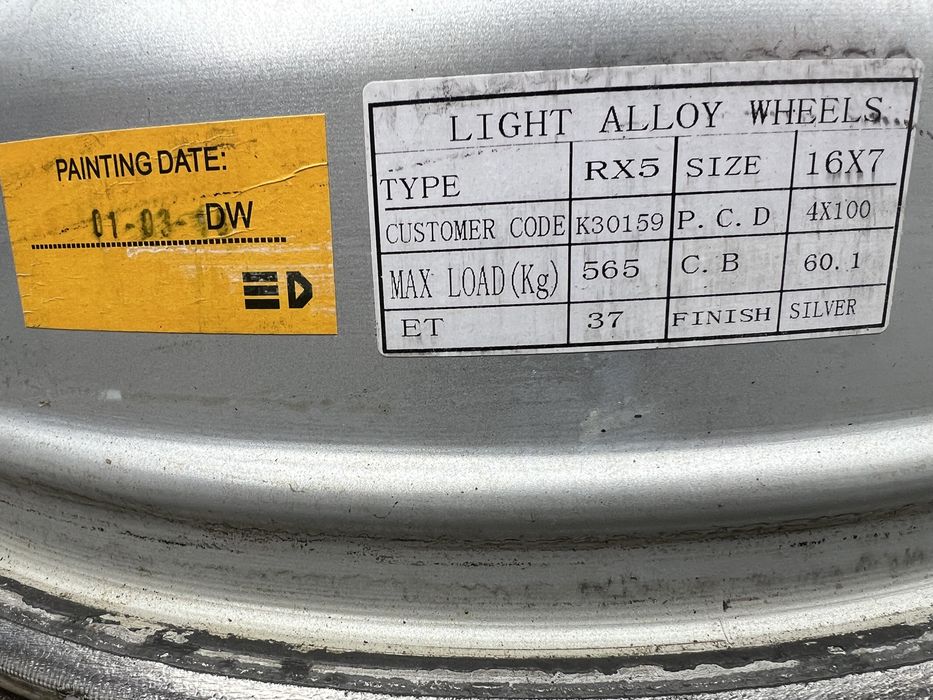 PAINTING DATE:
01-03- DW
LIGHT ALLOY WHEELS
TYPE RX5 SIZE 16X7
CUSTOMER CODE K30159 P.C.D 4X100
MAX LOAD(Kg) 565 C.B 60.1
ET 37 FINISH SILVER